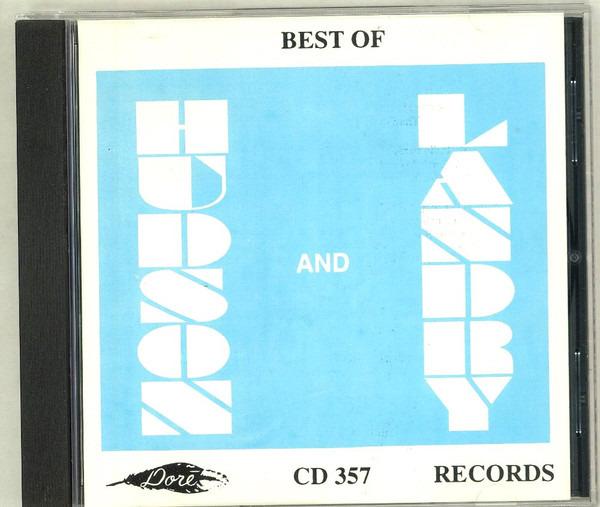 BEST OF
HUDSON
AND
LANDRY
Doré
CD 357
RECORDS